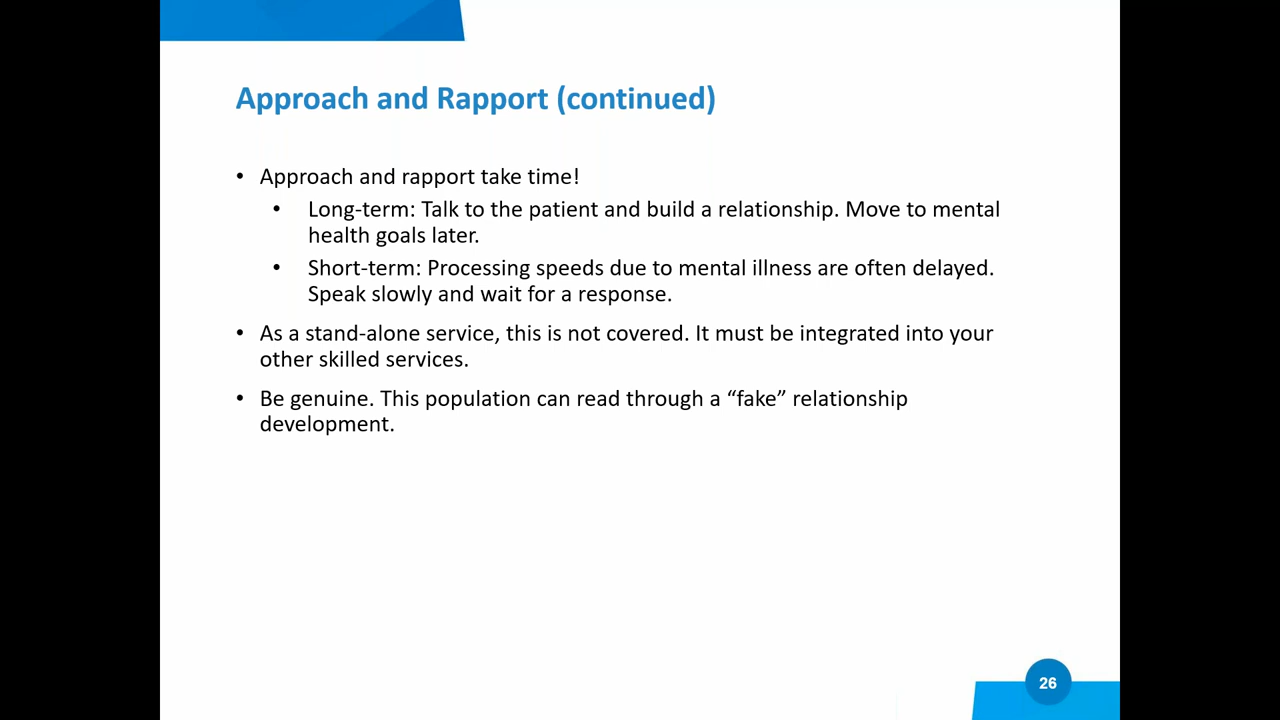 Approach and Rapport (continued)
• Approach and rapport take time!
• Long-term: Talk to the patient and build a relationship. Move to mental
health goals later.
• Short-term: Processing speeds due to mental illness are often delayed.
Speak slowly and wait for a response.
• As a stand-alone service, this is not covered. It must be integrated into your
other skilled services.
• Be genuine. This population can read through a “fake” relationship
development.
26